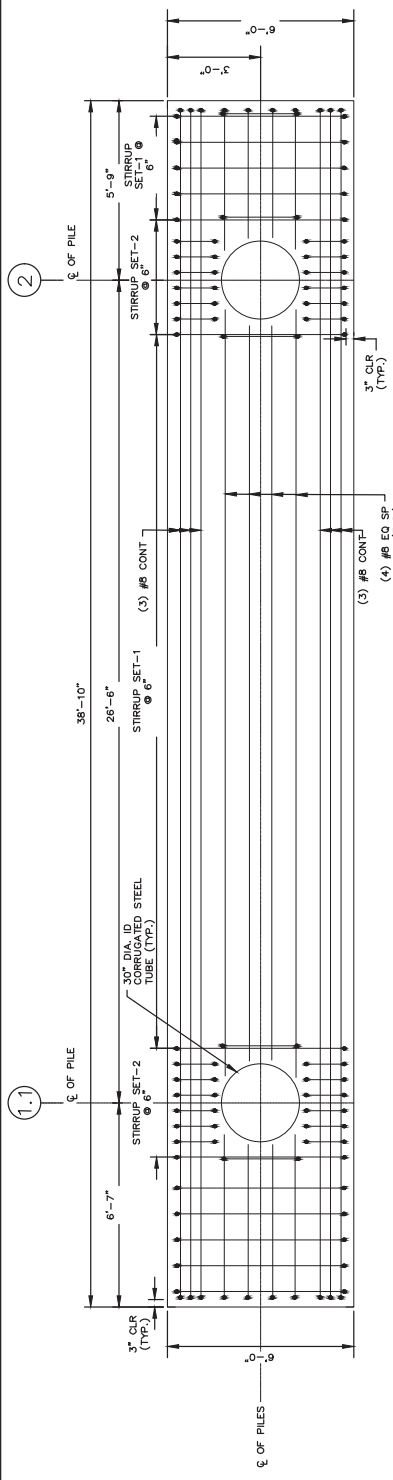 1.1
2
℄ OF PILE
℄ OF PILE
38'-10"
6'-7"
26'-6"
5'-9"
STIRRUP SET-2
@ 6"
STIRRUP SET-1
@ 6"
STIRRUP SET-2
@ 6"
STIRRUP
SET-1 @
6"
30" DIA. ID
CORRUGATED STEEL
TUBE (TYP.)
(3) #8 CONT
3" CLR
(TYP.)
6'-0"
℄ OF PILES
3'-0"
6'-0"
(3) #8 CONT
(4) #8 EQ SP
3" CLR
(TYP.)